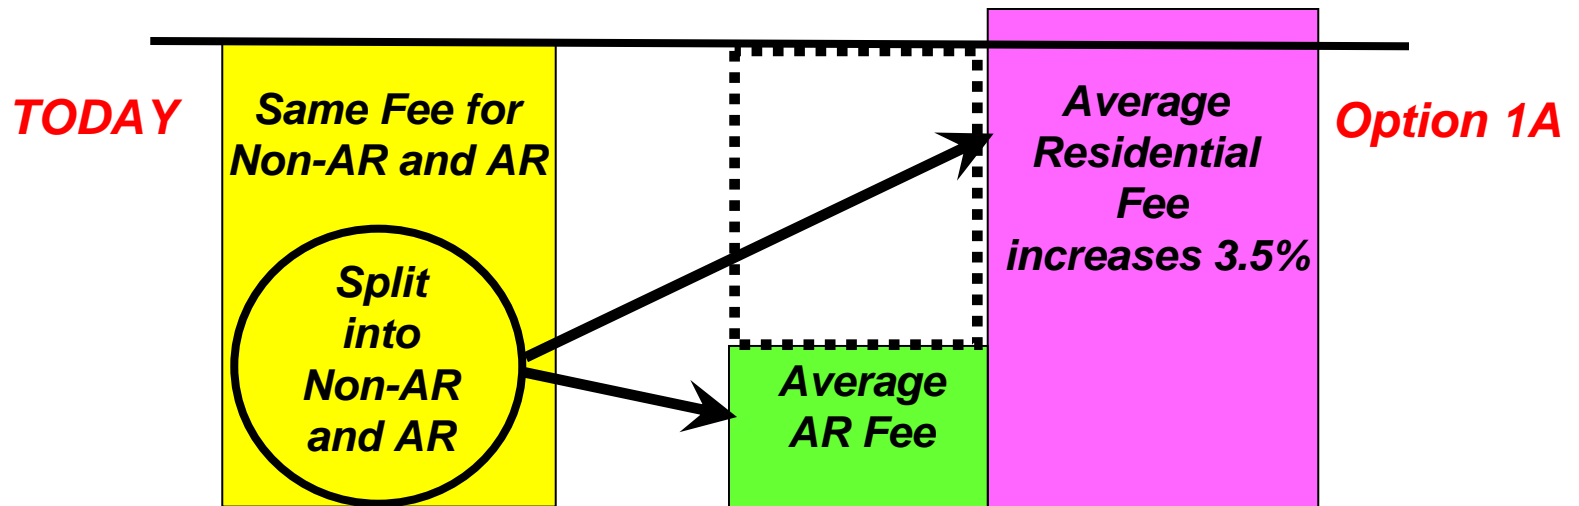 TODAY
Same Fee for
Non-AR and AR
Split
into
Non-AR
and AR
Average
AR Fee
Average
Residential
Fee
increases 3.5%
Option 1A